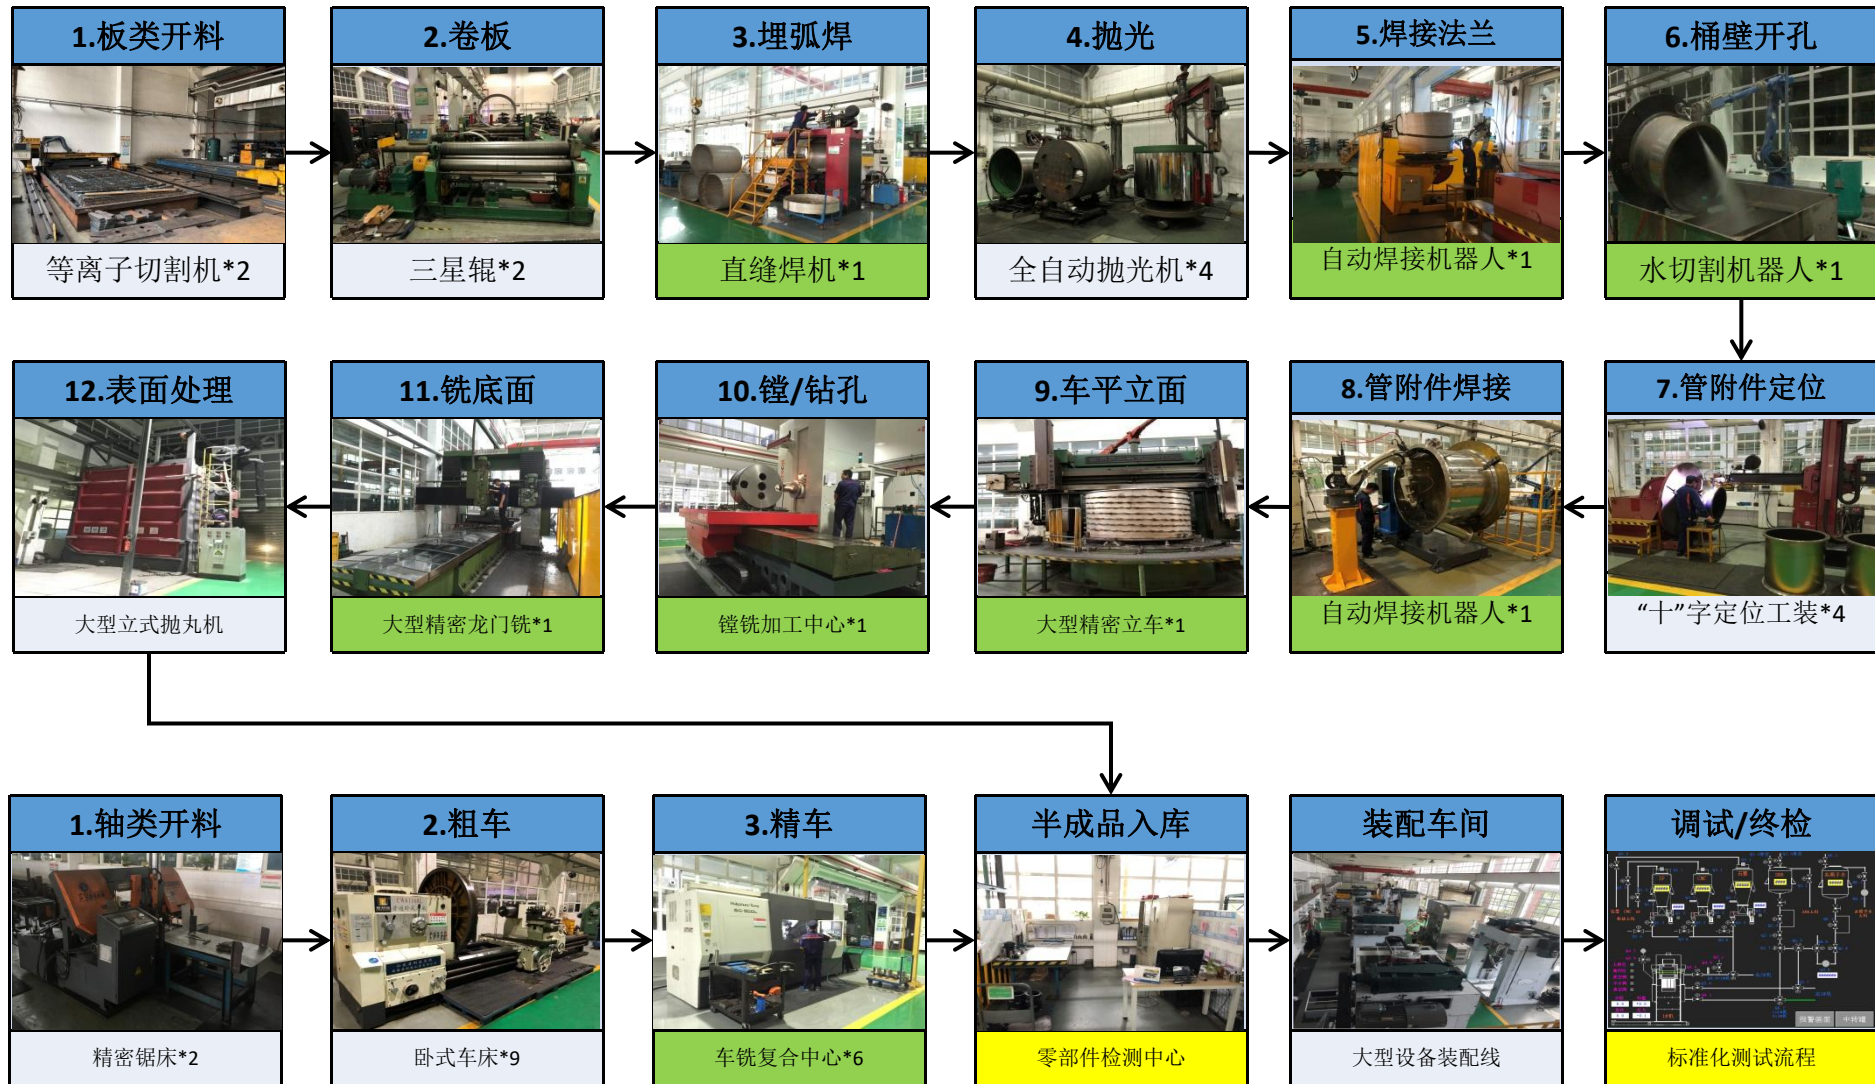 1.板类开料
2.卷板
3.埋弧焊
4.抛光
5.焊接法兰
6.桶壁开孔
等离子切割机*2
三星辊*2
直缝焊机*1
全自动抛光机*4
自动焊接机器人*1
水切割机器人*1
12.表面处理
11.铣底面
10.镗/钻孔
9.车平立面
8.管附件焊接
7.管附件定位
大型立式抛丸机
大型精密龙门铣*1
镗铣加工中心*1
大型精密立车*1
自动焊接机器人*1
“十”字定位工装*4
1.轴类开料
2.粗车
3.精车
半成品入库
装配车间
调试/终检
报警画面
中转罐
精密锯床*2
卧式车床*9
车铣复合中心*6
零部件检测中心
大型设备装配线
标准化测试流程